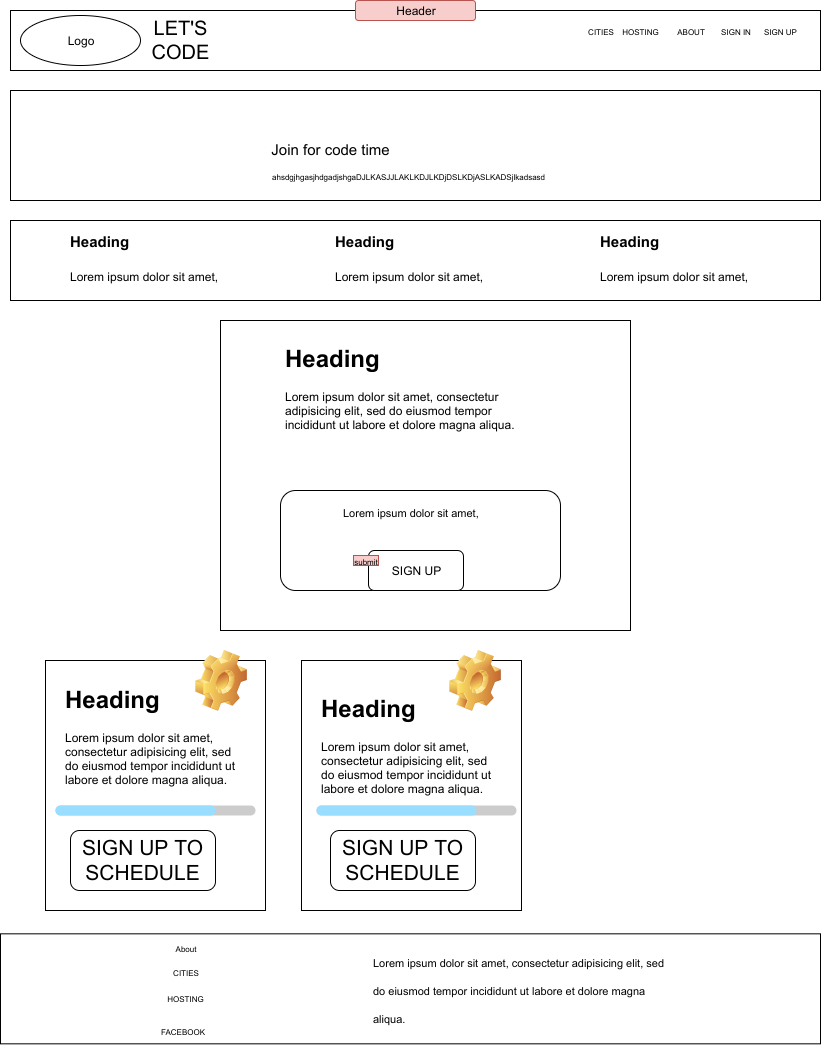 Header
Logo
LET'S
CODE
CITIES HOSTING ABOUT SIGN IN SIGN UP
Join for code time
ahsdgjhgasjhdgadjshgaDJLKASJJLAKLKDJLKDjDSLKDjASLKADSjlkadsasd
Heading Heading Heading
Lorem ipsum dolor sit amet, Lorem ipsum dolor sit amet, Lorem ipsum dolor sit amet,
Heading
Lorem ipsum dolor sit amet, consectetur
adipisicing elit, sed do eiusmod tempor
incididunt ut labore et dolore magna aliqua.
Lorem ipsum dolor sit amet,
submit
SIGN UP
Heading
Lorem ipsum dolor sit amet,
consectetur adipisicing elit, sed
do eiusmod tempor incididunt ut
labore et dolore magna aliqua.
SIGN UP TO
SCHEDULE
Heading
Lorem ipsum dolor sit amet,
consectetur adipisicing elit, sed
do eiusmod tempor incididunt ut
labore et dolore magna aliqua.
SIGN UP TO
SCHEDULE
About
CITIES
HOSTING
FACEBOOK
Lorem ipsum dolor sit amet, consectetur adipisicing elit, sed
do eiusmod tempor incididunt ut labore et dolore magna
aliqua.